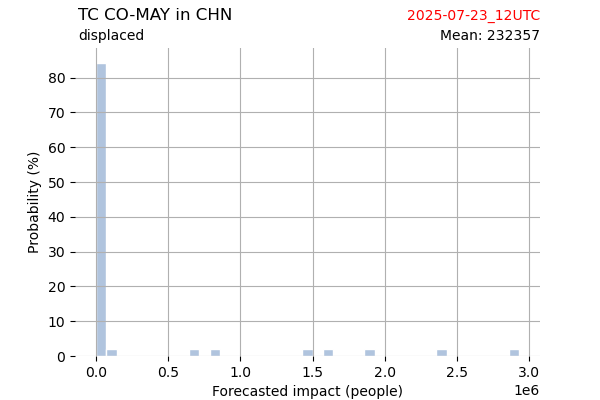 TC CO-MAY in CHN
2025-07-23_12UTC
displaced
Mean: 232357
Probability (%)
80
70
60
50
40
30
20
10
0
0.0 0.5 1.0 1.5 2.0 2.5 3.0
1e6
Forecasted impact (people)